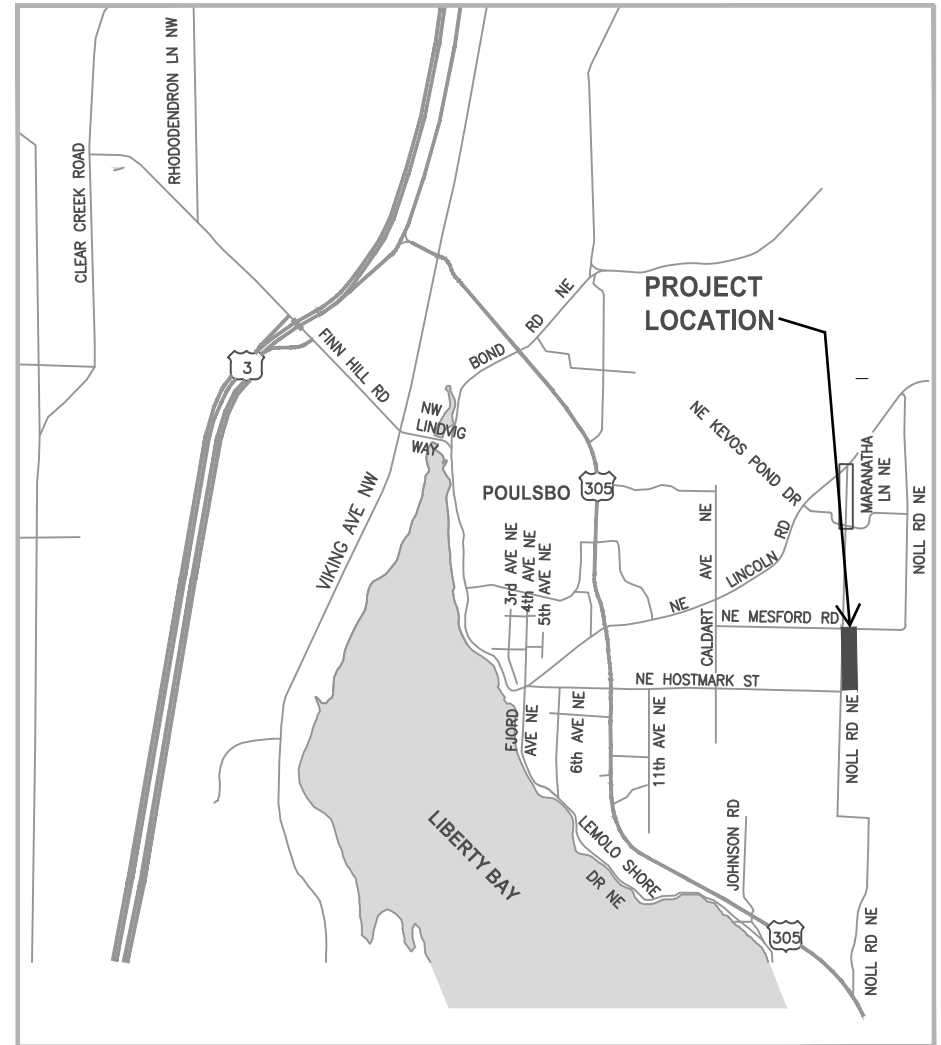 RHODODENDRON LN NW
CLEAR CREEK ROAD
PROJECT
LOCATION
BOND RD NE
3
FINN HILL RD
NW
LINDVIG
WAY
NE KEVOS POND DR
MARANATHA
LN NE
VIKING AVE NW
POULSBO
305
NOLL RD NE
3rd AVE NE
4th AVE NE
5th AVE NE
CALDART AVE NE
NE LINCOLN RD
NE MESFORD RD
NE HOSTMARK ST
FJORD
AVE NE
6th AVE NE
11th AVE NE
NOLL RD NE
LIBERTY BAY
LEMOLO SHORE
DR NE
JOHNSON RD
305
NOLL RD NE